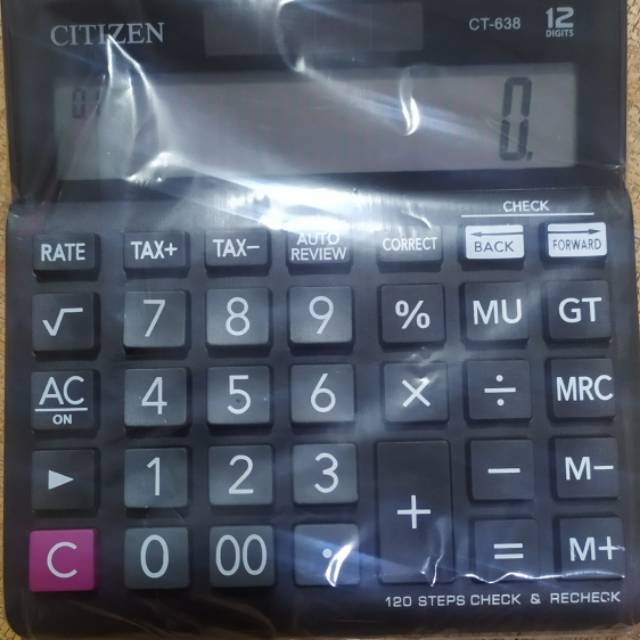 CITIZEN CT-638 12
DIGITS
0.
CHECK
RATE TAX+ TAX− AUTO REVIEW CORRECT BACK FORWARD
√ 7 8 9 % MU GT
AC
ON
4 5 6 × ÷ MRC
► 1 2 3 + − M−
C 0 00 · = M+
120 STEPS CHECK & RECHECK